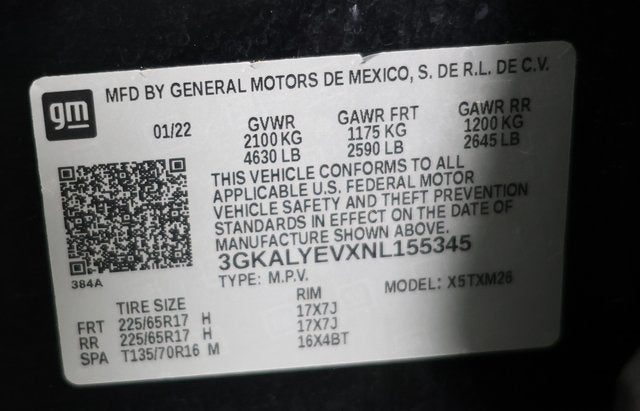 gm
MFD BY GENERAL MOTORS DE MEXICO, S. DE R.L. DE C.V.
01/22 GVWR GAWR FRT GAWR RR
2100 KG 1175 KG 1200 KG
4630 LB 2590 LB 2645 LB
THIS VEHICLE CONFORMS TO ALL
APPLICABLE U.S. FEDERAL MOTOR
VEHICLE SAFETY AND THEFT PREVENTION
STANDARDS IN EFFECT ON THE DATE OF
MANUFACTURE SHOWN ABOVE.
384A
3GKALYEVXNL155345
TYPE: M.P.V. MODEL: X5TXM26
TIRE SIZE RIM
FRT 225/65R17 H 17X7J
RR 225/65R17 H 17X7J
SPA T135/70R16 M 16X4BT